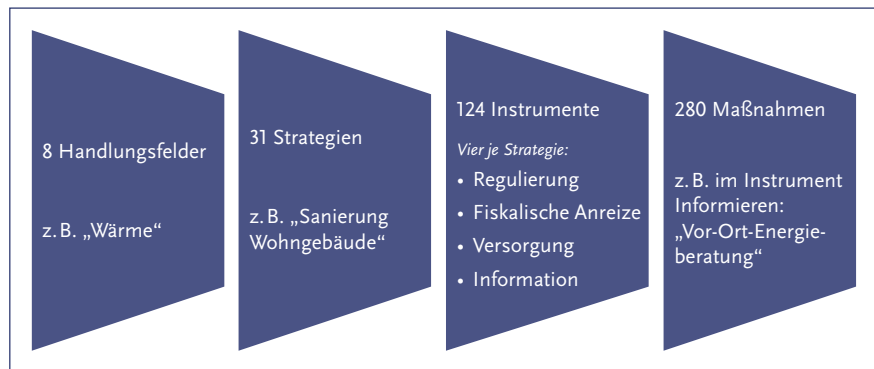 8 Handlungsfelder
z. B. „Wärme“
31 Strategien
z. B. „Sanierung
Wohngebäude“
124 Instrumente
Vier je Strategie:
• Regulierung
• Fiskalische Anreize
• Versorgung
• Information
280 Maßnahmen
z. B. im Instrument
Informieren:
„Vor-Ort-Energie-
beratung“